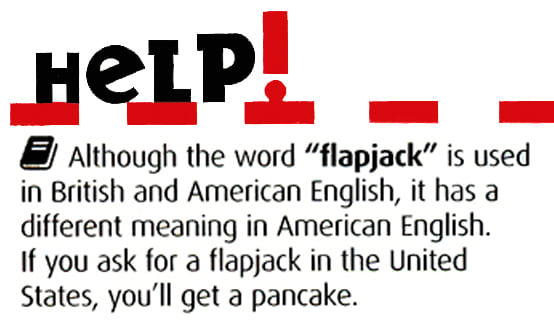 HeLP!
Although the word “flapjack” is used
in British and American English, it has a
different meaning in American English.
If you ask for a flapjack in the United
States, you’ll get a pancake.